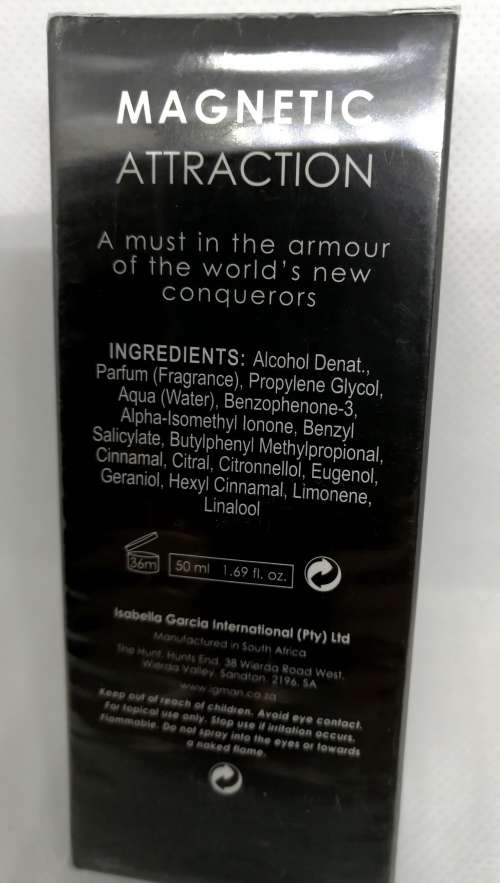 MAGNETIC
ATTRACTION
A must in the armour
of the world's new
conquerors
INGREDIENTS: Alcohol Denat.,
Parfum (Fragrance), Propylene Glycol,
Aqua (Water), Benzophenone-3,
Alpha-Isomethyl Ionone, Benzyl
Salicylate, Butylphenyl Methylpropional,
Cinnamal, Citral, Citronnellol, Eugenol,
Geraniol, Hexyl Cinnamal, Limonene,
Linalool
36m 50 ml 1.69 fl. oz.
Isabella Garcia International (Pty) Ltd
Manufactured in South Africa
The Hunt, Hunts End, 38 Wierda Road West,
Wierda Valley, Sandton, 2196, SA
www.igman.co.za
Keep out of reach of children. Avoid eye contact.
For topical use only. Stop use if irritation occurs.
Flammable. Do not spray into the eyes or towards
a naked flame.